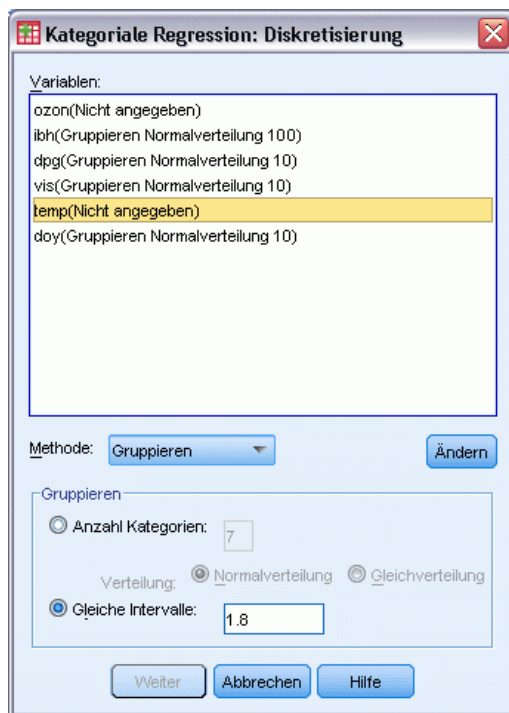 Kategoriale Regression: Diskretisierung
Variablen:
ozon(Nicht angegeben)
ibh(Gruppieren Normalverteilung 100)
dpg(Gruppieren Normalverteilung 10)
vis(Gruppieren Normalverteilung 10)
temp(Nicht angegeben)
doy(Gruppieren Normalverteilung 10)
Methode: Gruppieren Ändern
Gruppieren
Anzahl Kategorien: 7
Verteilung: Normalverteilung Gleichverteilung
Gleiche Intervalle: 1.8
Weiter Abbrechen Hilfe